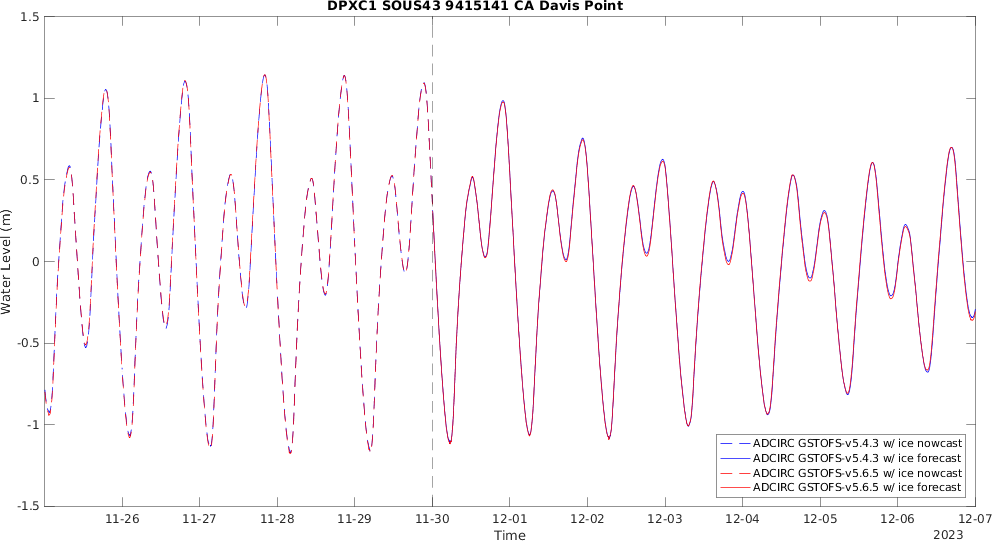 DPXC1 SOUS43 9415141 CA Davis Point
1.5
1
0.5
0
-0.5
-1
-1.5
Water Level (m)
11-26 11-27 11-28 11-29 11-30 12-01 12-02 12-03 12-04 12-05 12-06 12-07
Time
2023
ADCIRC GSTOFS-v5.4.3 w/ ice nowcast
ADCIRC GSTOFS-v5.4.3 w/ ice forecast
ADCIRC GSTOFS-v5.6.5 w/ ice nowcast
ADCIRC GSTOFS-v5.6.5 w/ ice forecast